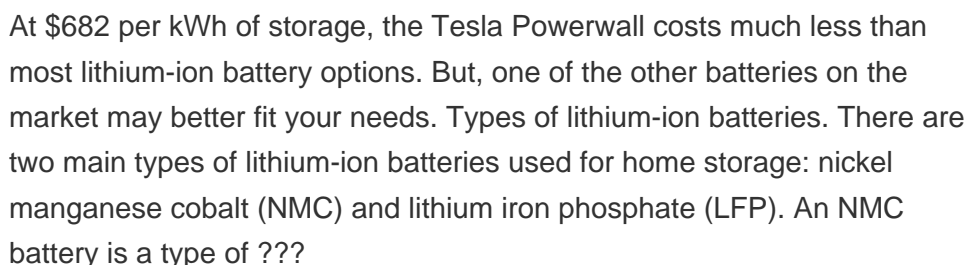 At $682 per kWh of storage, the Tesla Powerwall costs much less than
most lithium-ion battery options. But, one of the other batteries on the
market may better fit your needs. Types of lithium-ion batteries. There are
two main types of lithium-ion batteries used for home storage: nickel
manganese cobalt (NMC) and lithium iron phosphate (LFP). An NMC
battery is a type of ???